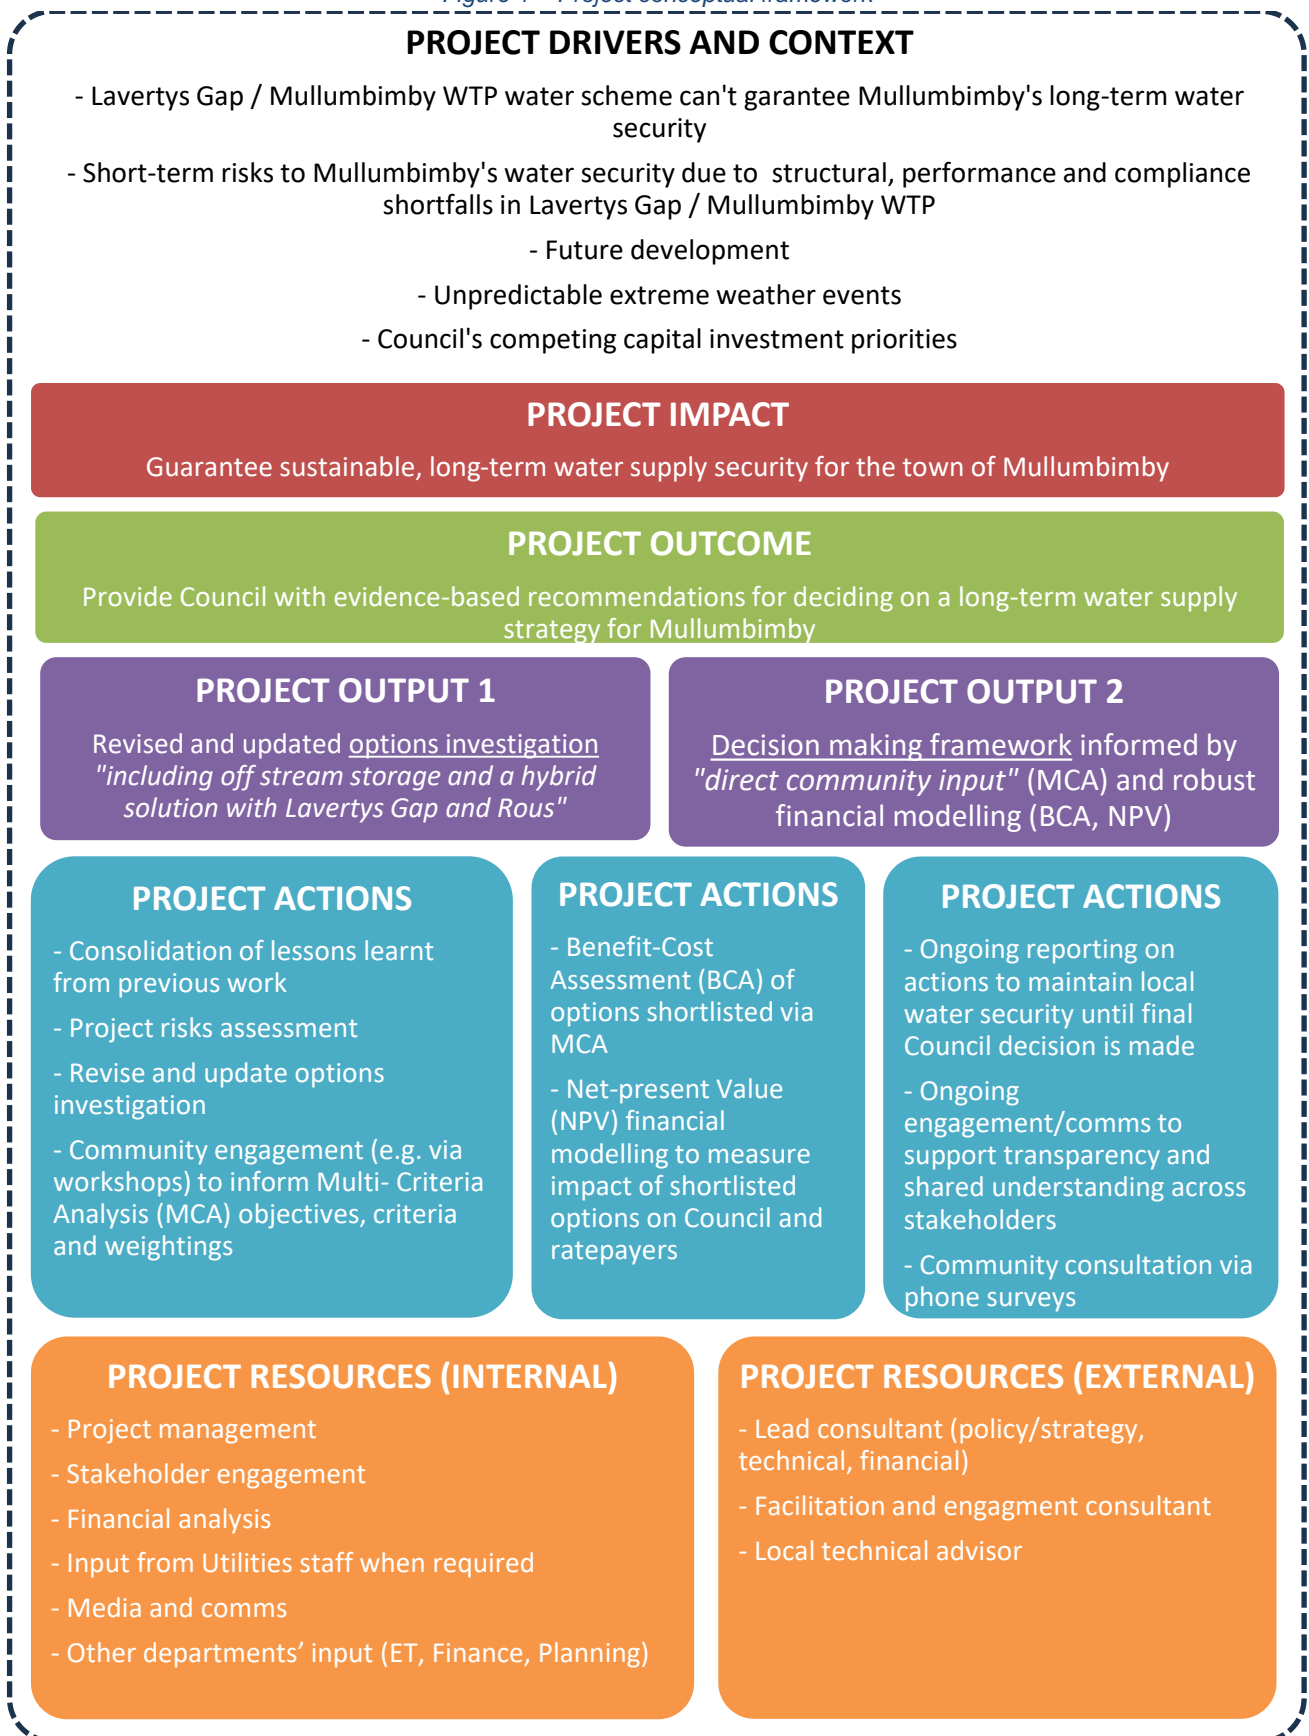 Figure 1 – Project conceptual framework
PROJECT DRIVERS AND CONTEXT
- Lavertys Gap / Mullumbimby WTP water scheme can't garantee Mullumbimby's long-term water
security
- Short-term risks to Mullumbimby's water security due to  structural, performance and compliance
shortfalls in Lavertys Gap / Mullumbimby WTP
- Future development
- Unpredictable extreme weather events
- Council's competing capital investment priorities
PROJECT IMPACT
Guarantee sustainable, long-term water supply security for the town of Mullumbimby
PROJECT OUTCOME
Provide Council with evidence-based recommendations for deciding on a long-term water supply
strategy for Mullumbimby
PROJECT OUTPUT 1
Revised and updated options investigation
"including off stream storage and a hybrid
solution with Lavertys Gap and Rous"
PROJECT OUTPUT 2
Decision making framework informed by
"direct community input" (MCA) and robust
financial modelling (BCA, NPV)
PROJECT ACTIONS
- Consolidation of lessons learnt
from previous work
- Project risks assessment
- Revise and update options
investigation
- Community engagement (e.g. via
workshops) to inform Multi- Criteria
Analysis (MCA) objectives, criteria
and weightings
PROJECT ACTIONS
- Benefit-Cost
Assessment (BCA) of
options shortlisted via
MCA
- Net-present Value
(NPV) financial
modelling to measure
impact of shortlisted
options on Council and
ratepayers
PROJECT ACTIONS
- Ongoing reporting on
actions to maintain local
water security until final
Council decision is made
- Ongoing
engagement/comms to
support transparency and
shared understanding across
stakeholders
- Community consultation via
phone surveys
PROJECT RESOURCES (INTERNAL)
- Project management
- Stakeholder engagement
- Financial analysis
- Input from Utilities staff when required
- Media and comms
- Other departments’ input (ET, Finance, Planning)
PROJECT RESOURCES (EXTERNAL)
- Lead consultant (policy/strategy,
technical, financial)
- Facilitation and engagment consultant
- Local technical advisor